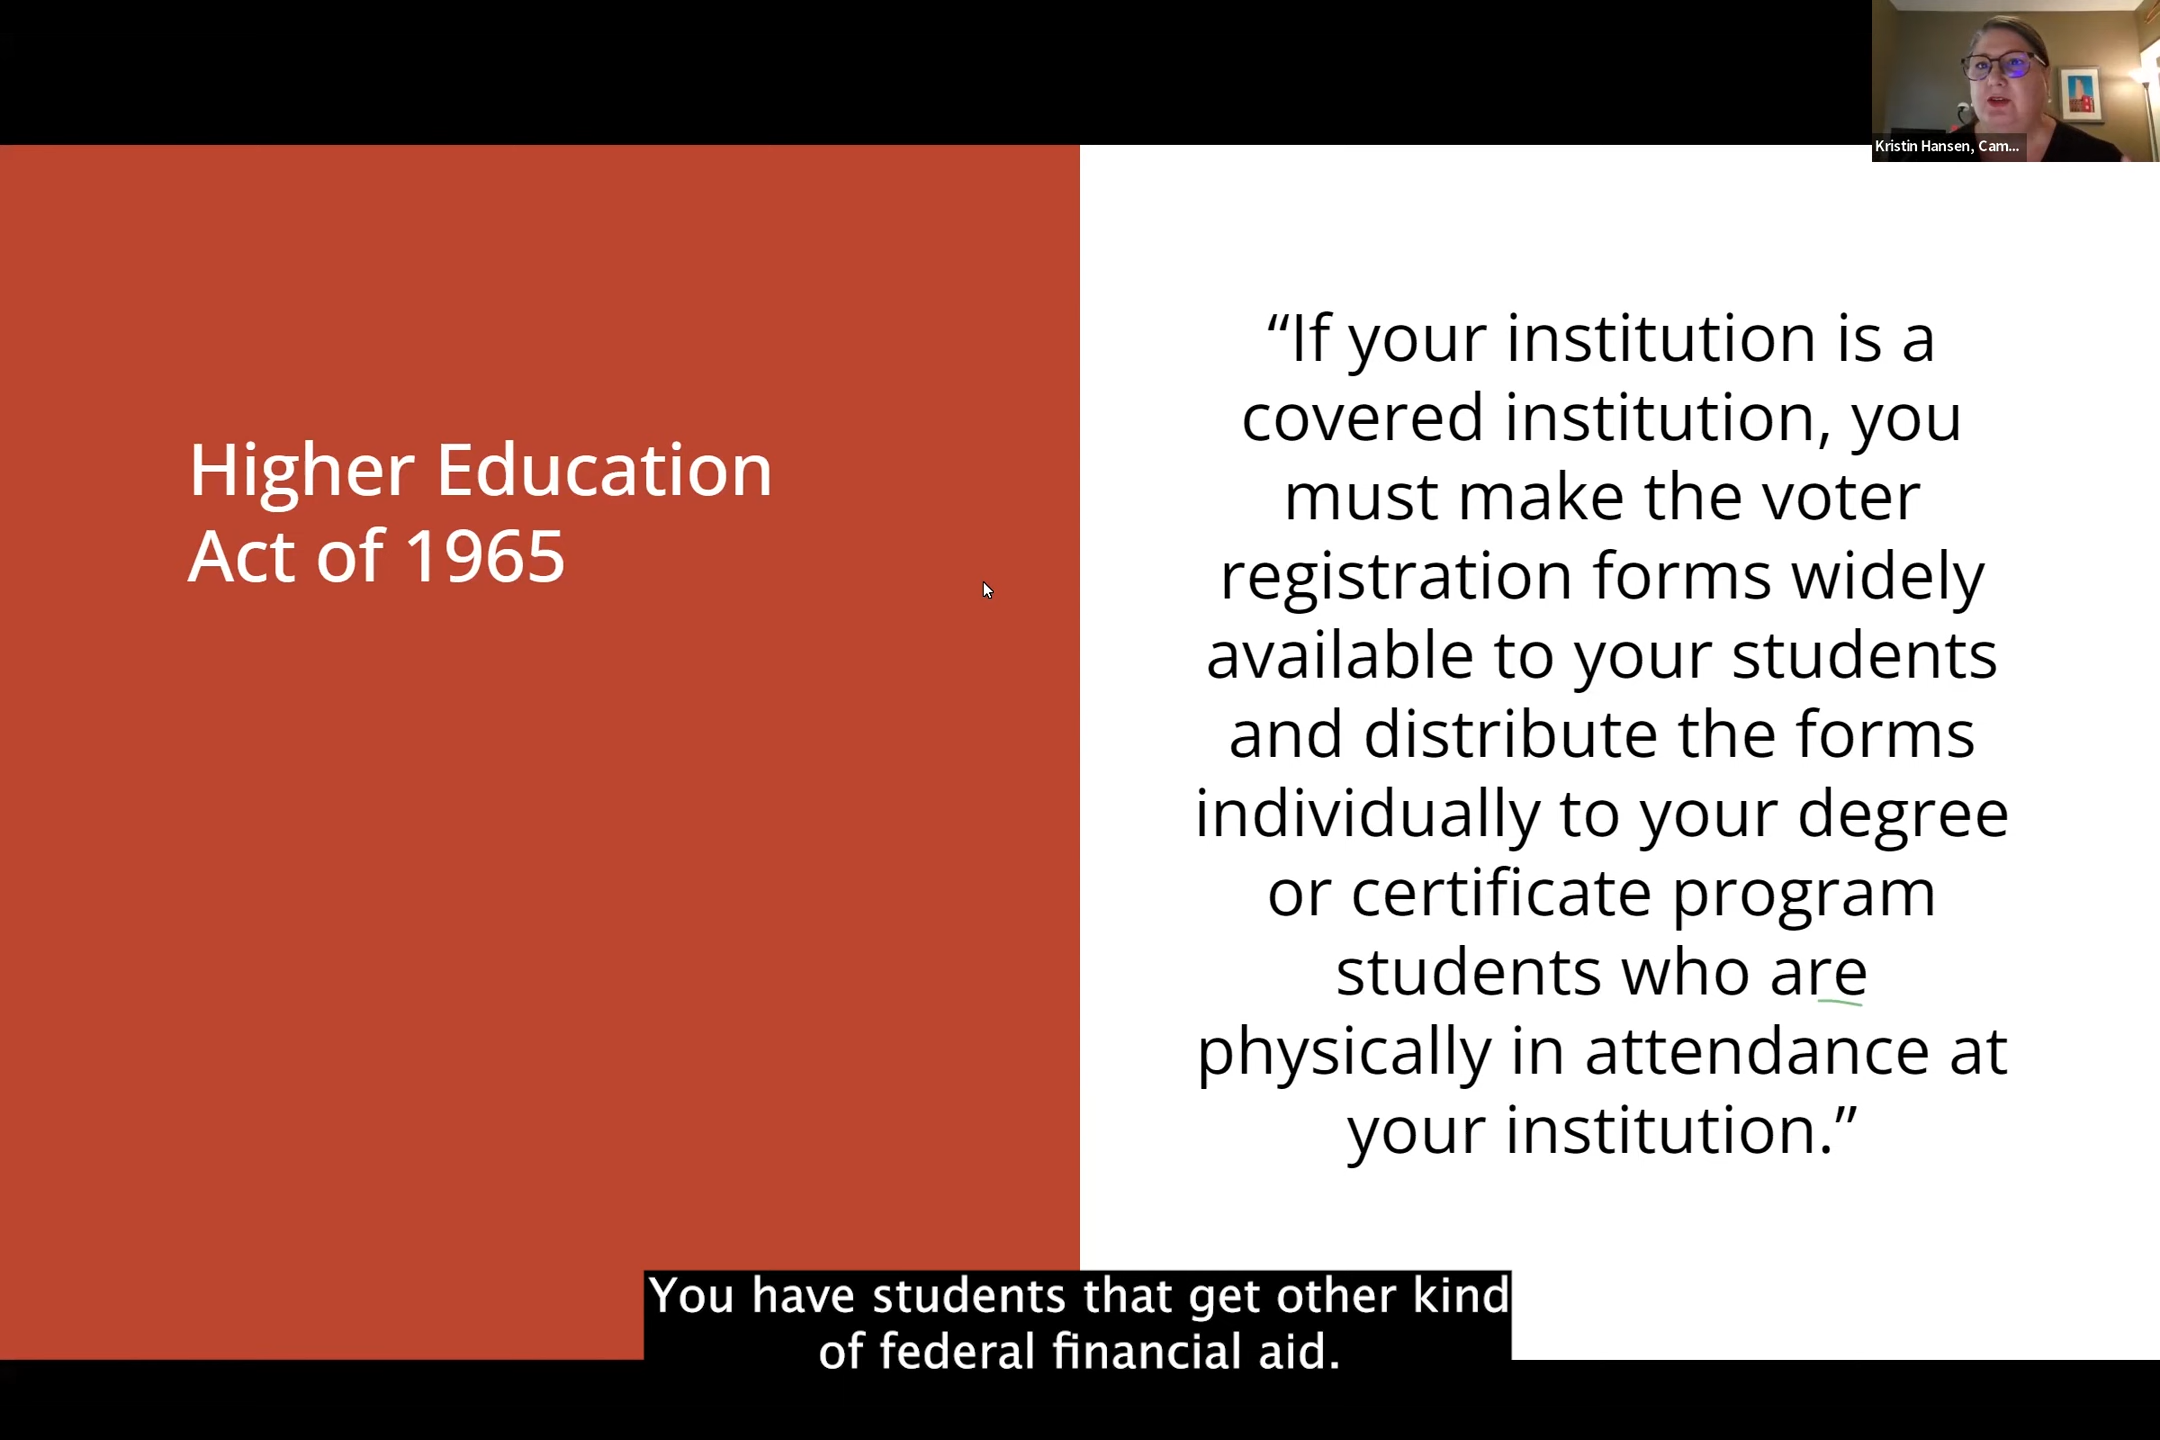 Kristin Hansen, Cam...
Higher Education
Act of 1965
“If your institution is a
covered institution, you
must make the voter
registration forms widely
available to your students
and distribute the forms
individually to your degree
or certificate program
students who are
physically in attendance at
your institution.”
You have students that get other kind
of federal financial aid.